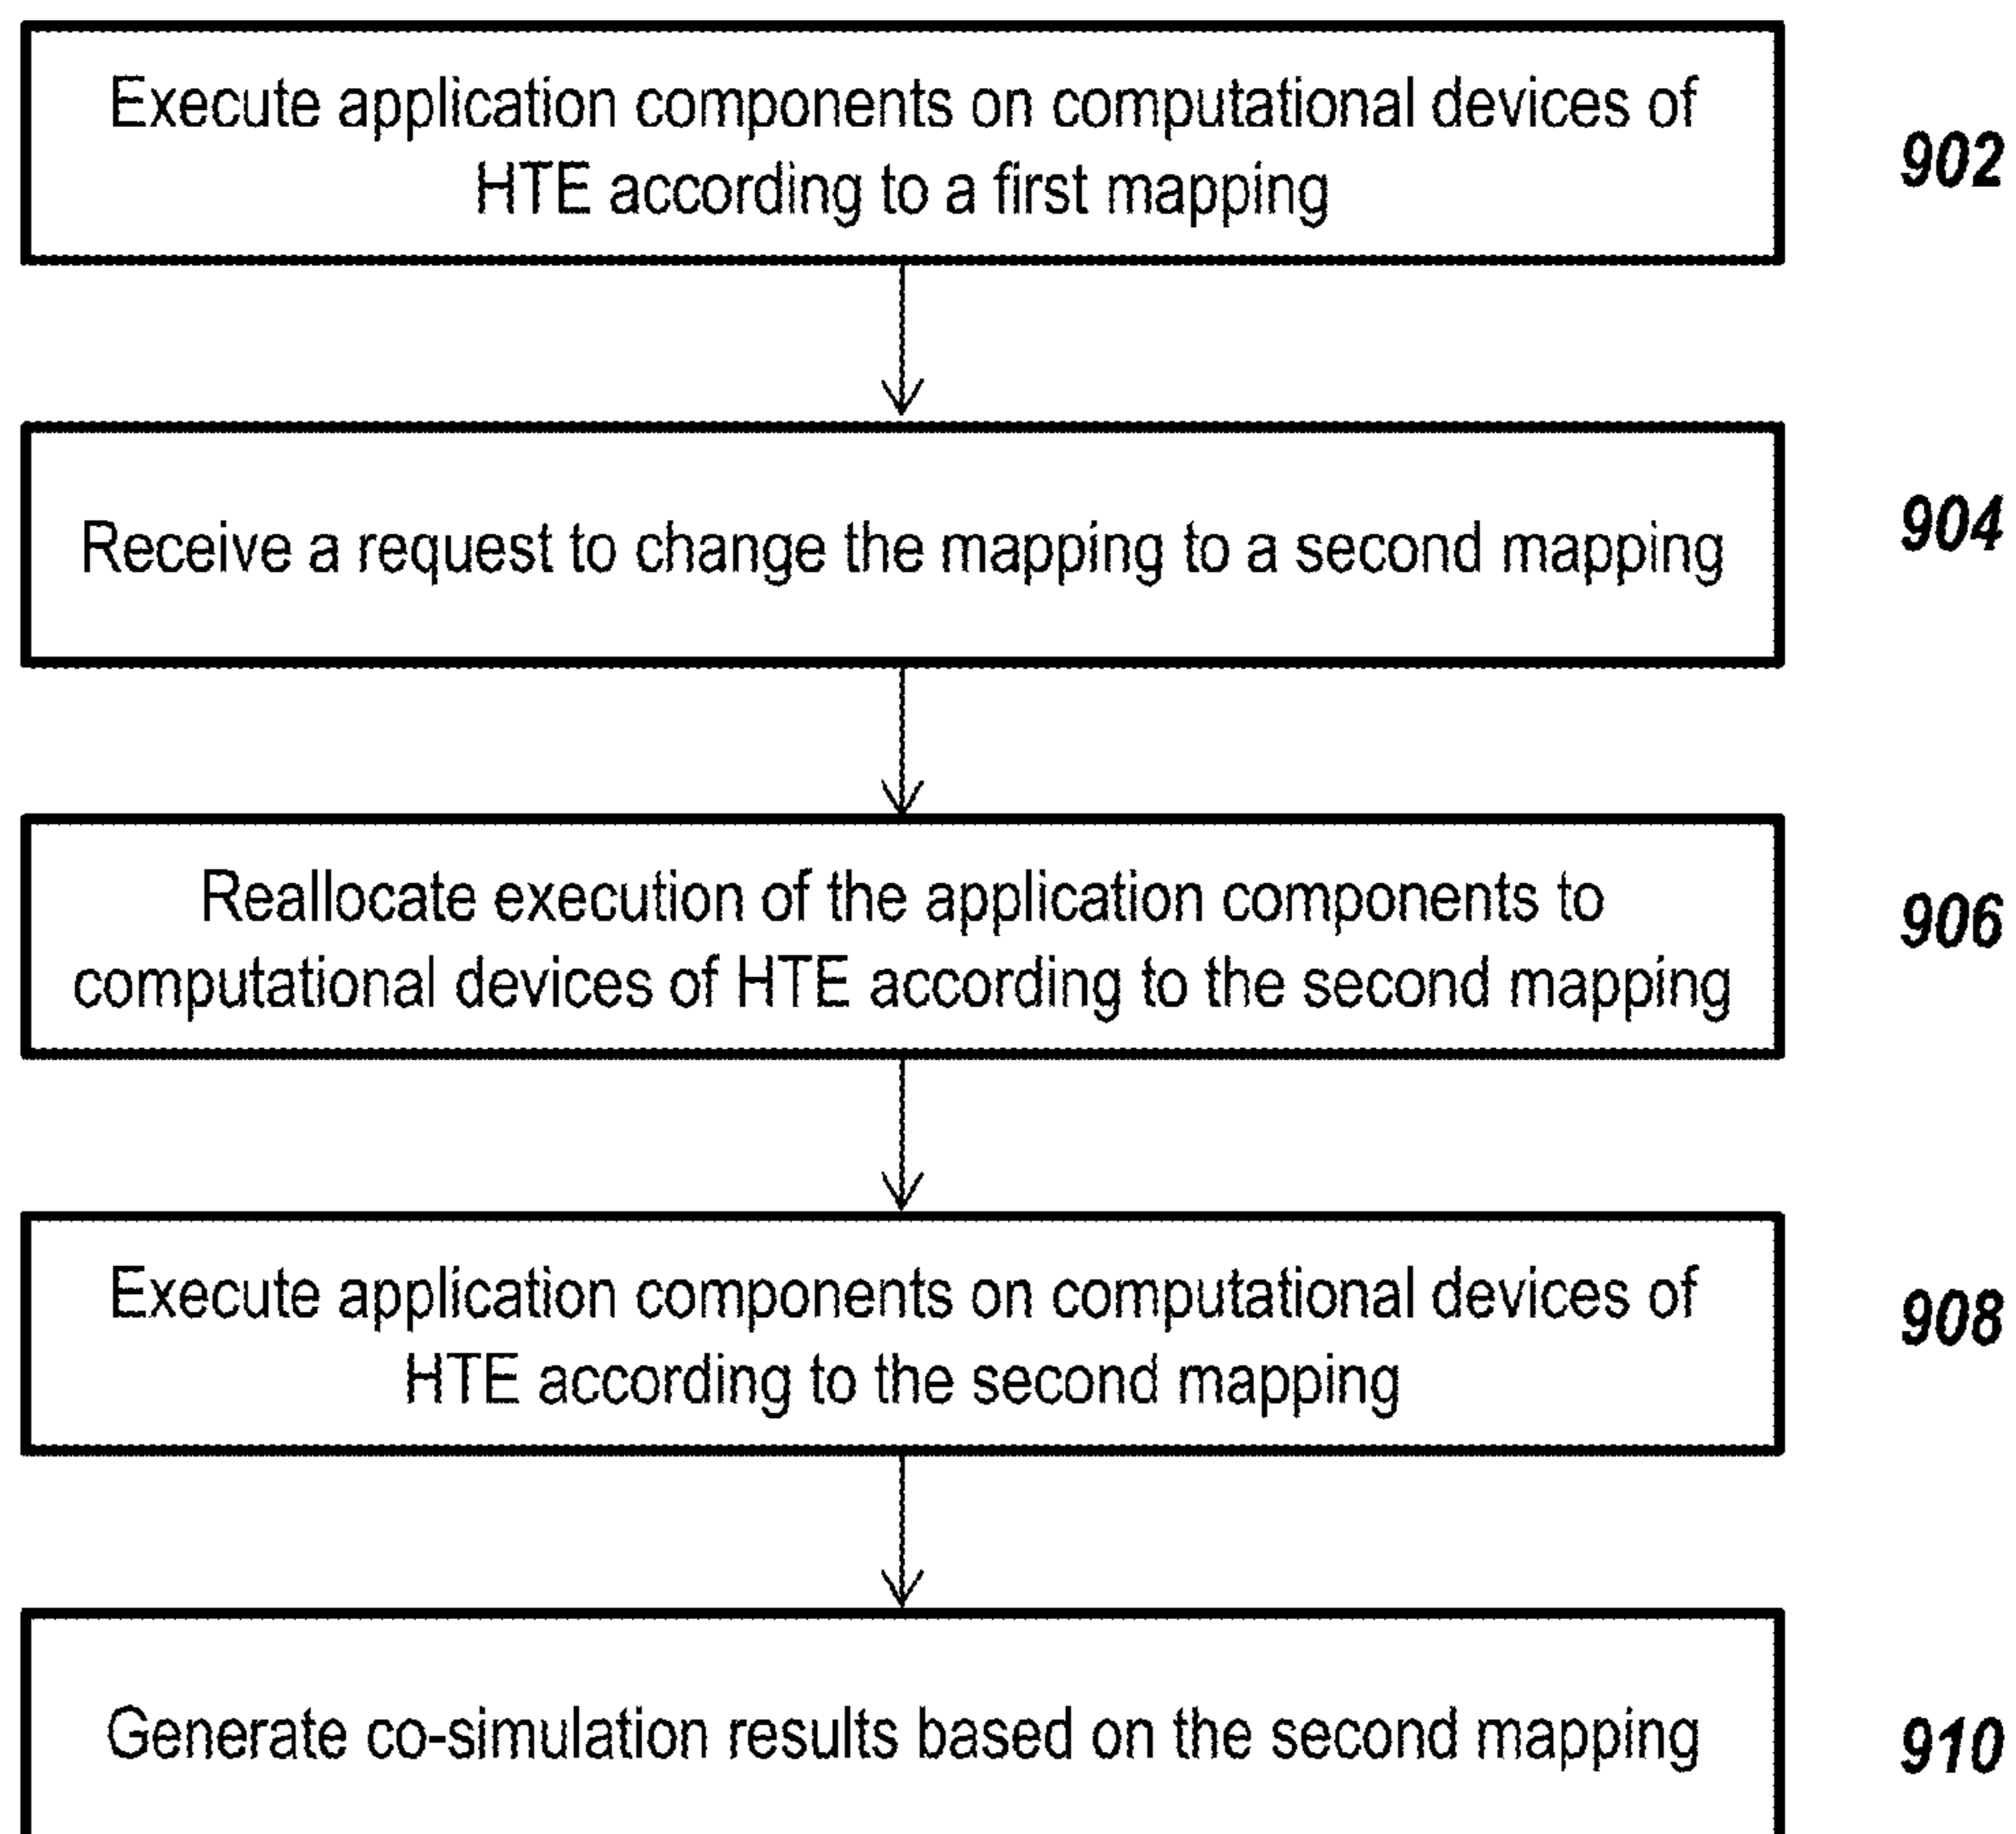 Execute application components on computational devices of
HTE according to a first mapping
902
Receive a request to change the mapping to a second mapping
904
Reallocate execution of the application components to
computational devices of HTE according to the second mapping
906
Execute application components on computational devices of
HTE according to the second mapping
908
Generate co-simulation results based on the second mapping
910